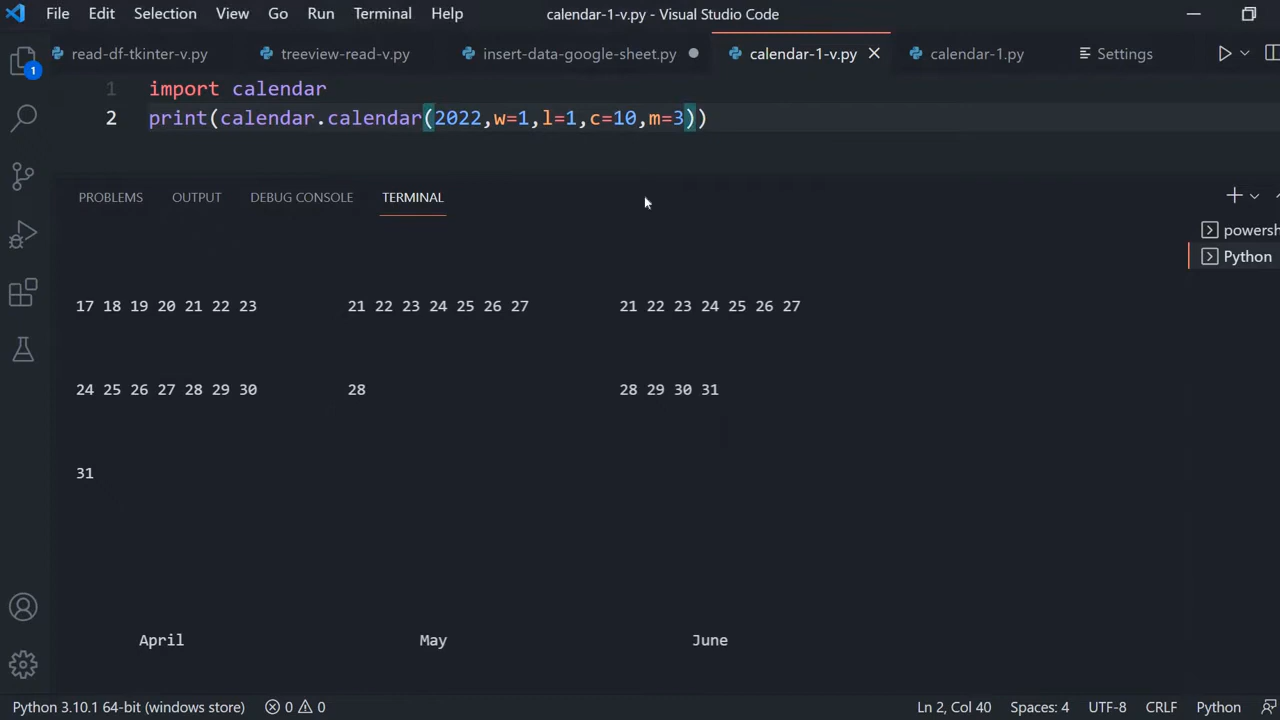 File Edit Selection View Go Run Terminal Help calendar-1-v.py - Visual Studio Code
read-df-tkinter-v.py treeview-read-v.py insert-data-google-sheet.py calendar-1-v.py calendar-1.py Settings
1 import calendar
2 print(calendar.calendar(2022,w=1,l=1,c=10,m=3))
PROBLEMS OUTPUT DEBUG CONSOLE TERMINAL
powersh
Python
17 18 19 20 21 22 23 21 22 23 24 25 26 27 21 22 23 24 25 26 27
24 25 26 27 28 29 30 28 28 29 30 31
31
April May June
1
Python 3.10.1 64-bit (windows store) 0 0 Ln 2, Col 40 Spaces: 4 UTF-8 CRLF Python